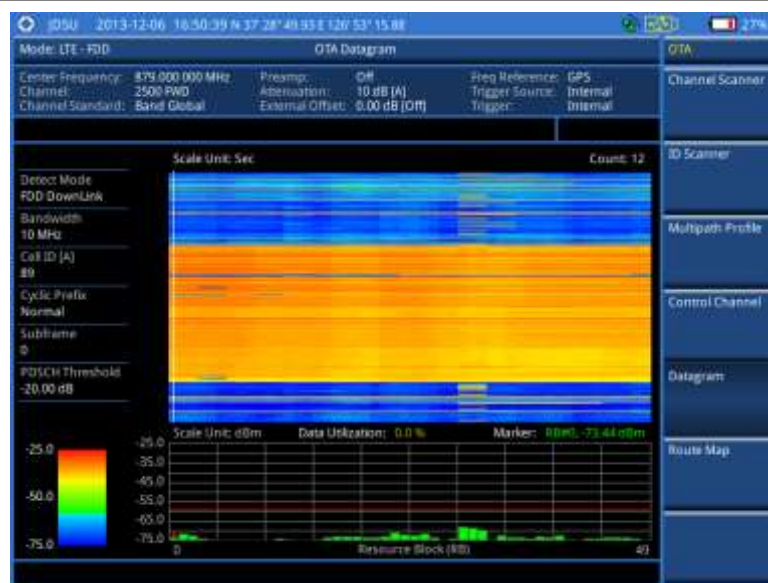 JDSU 2013-12-06 16:50:39 N 37° 28' 49.93 E 126° 53' 15.88 27%
Mode: LTE - FDD OTA Datagram OTA
Center Frequency: 879.000 000 MHz Preamp: Off Freq Reference: GPS
Channel: 2500 FWD Attenuation: 10 dB [A] Trigger Source: Internal
Channel Standard: Band Global External Offset: 0.00 dB [Off] Trigger: Internal
Channel Scanner
Scale Unit: Sec Count: 12
ID Scanner
Detect Mode
FDD DownLink
Bandwidth
10 MHz
Multipath Profile
Cell ID [A]
89
Cyclic Prefix
Normal
Control Channel
Subframe
0
PDSCH Threshold
-20.00 dB
Datagram
Scale Unit: dBm Data Utilization: 0.0 % Marker: RB#0, -73.44 dBm
Route Map
-25.0
-50.0
-75.0
-25.0
-35.0
-45.0
-55.0
-65.0
-75.0
0 Resource Block (RB) 49